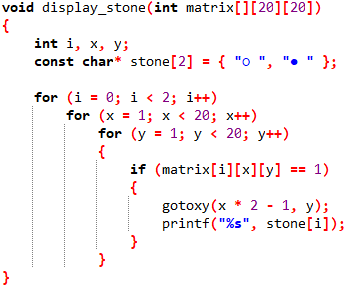 void display_stone(int matrix[][20][20])
{
    int i, x, y;
    const char* stone[2] = { "○ ", "● " };

    for (i = 0; i < 2; i++)
        for (x = 1; x < 20; x++)
            for (y = 1; y < 20; y++)
            {
                if (matrix[i][x][y] == 1)
                {
                    gotoxy(x * 2 - 1, y);
                    printf("%s", stone[i]);
                }
            }
}